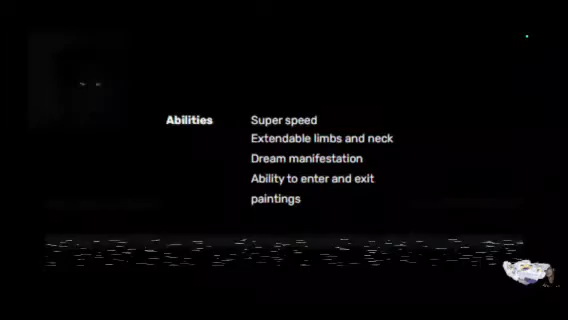 Abilities Super speed
Extendable limbs and neck
Dream manifestation
Ability to enter and exit
paintings